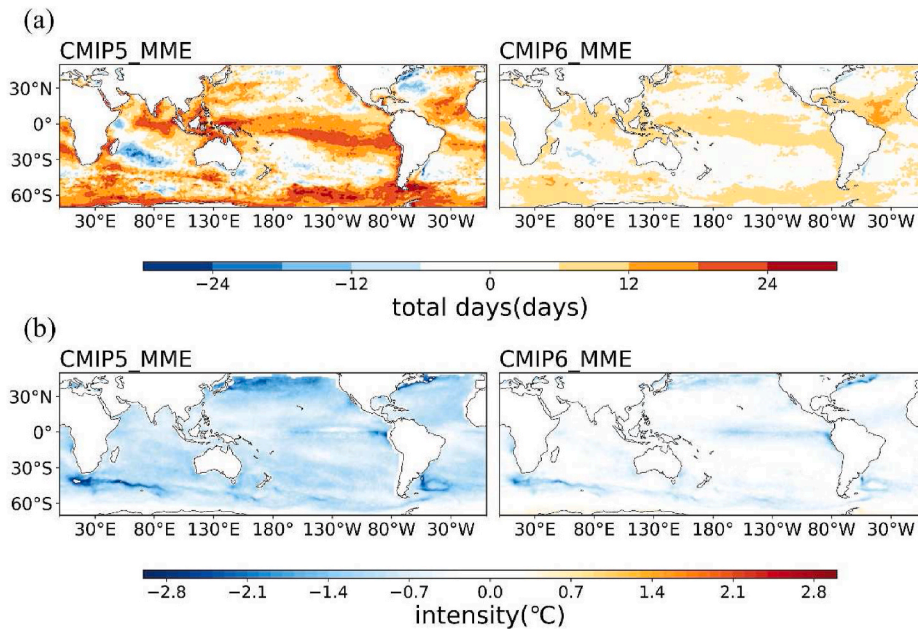 (a)
CMIP5_MME CMIP6_MME
30°N
0°
30°S
60°S
30°E 80°E 130°E 180° 130°W 80°W 30°W 30°E 80°E 130°E 180° 130°W 80°W 30°W
−24 −12 0 12 24
total days(days)
(b)
CMIP5_MME CMIP6_MME
30°N
0°
30°S
60°S
30°E 80°E 130°E 180° 130°W 80°W 30°W 30°E 80°E 130°E 180° 130°W 80°W 30°W
−2.8 −2.1 −1.4 −0.7 0.0 0.7 1.4 2.1 2.8
intensity(℃)